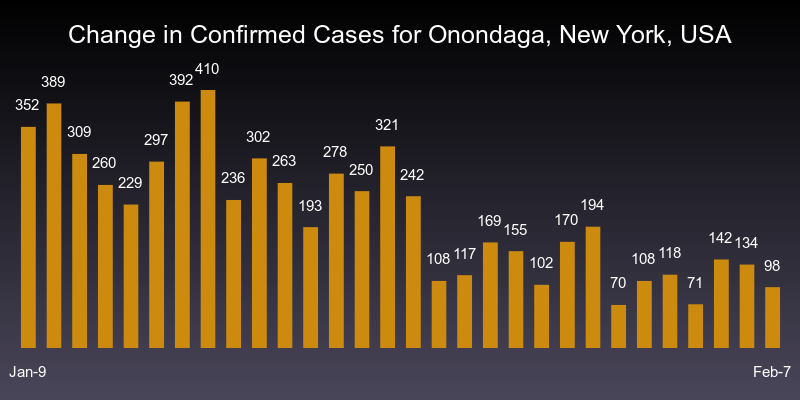 Change in Confirmed Cases for Onondaga, New York, USA
352 389 309 260 229 297 392 410 236 302 263 193 278 250 321 242 108 117 169 155 102 170 194 70 108 118 71 142 134 98
Jan-9 Feb-7